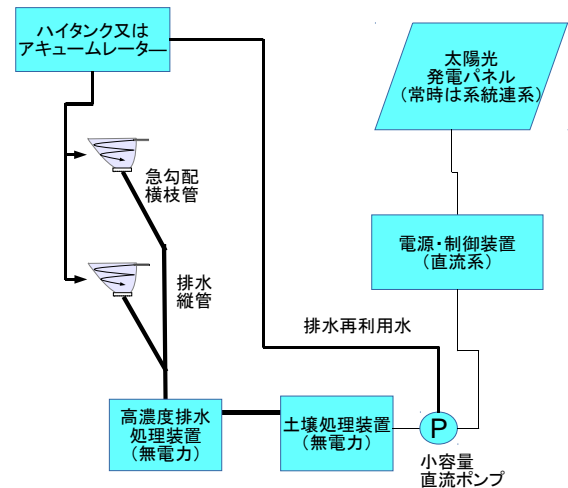 ハイタンク又は
アキュームレーター
太陽光
発電パネル
（常時は系統連系）
急勾配
横枝管
電源・制御装置
（直流系）
排水
縦管
排水再利用水
高濃度排水
処理装置
（無電力）
土壌処理装置
（無電力）
P
小容量
直流ポンプ